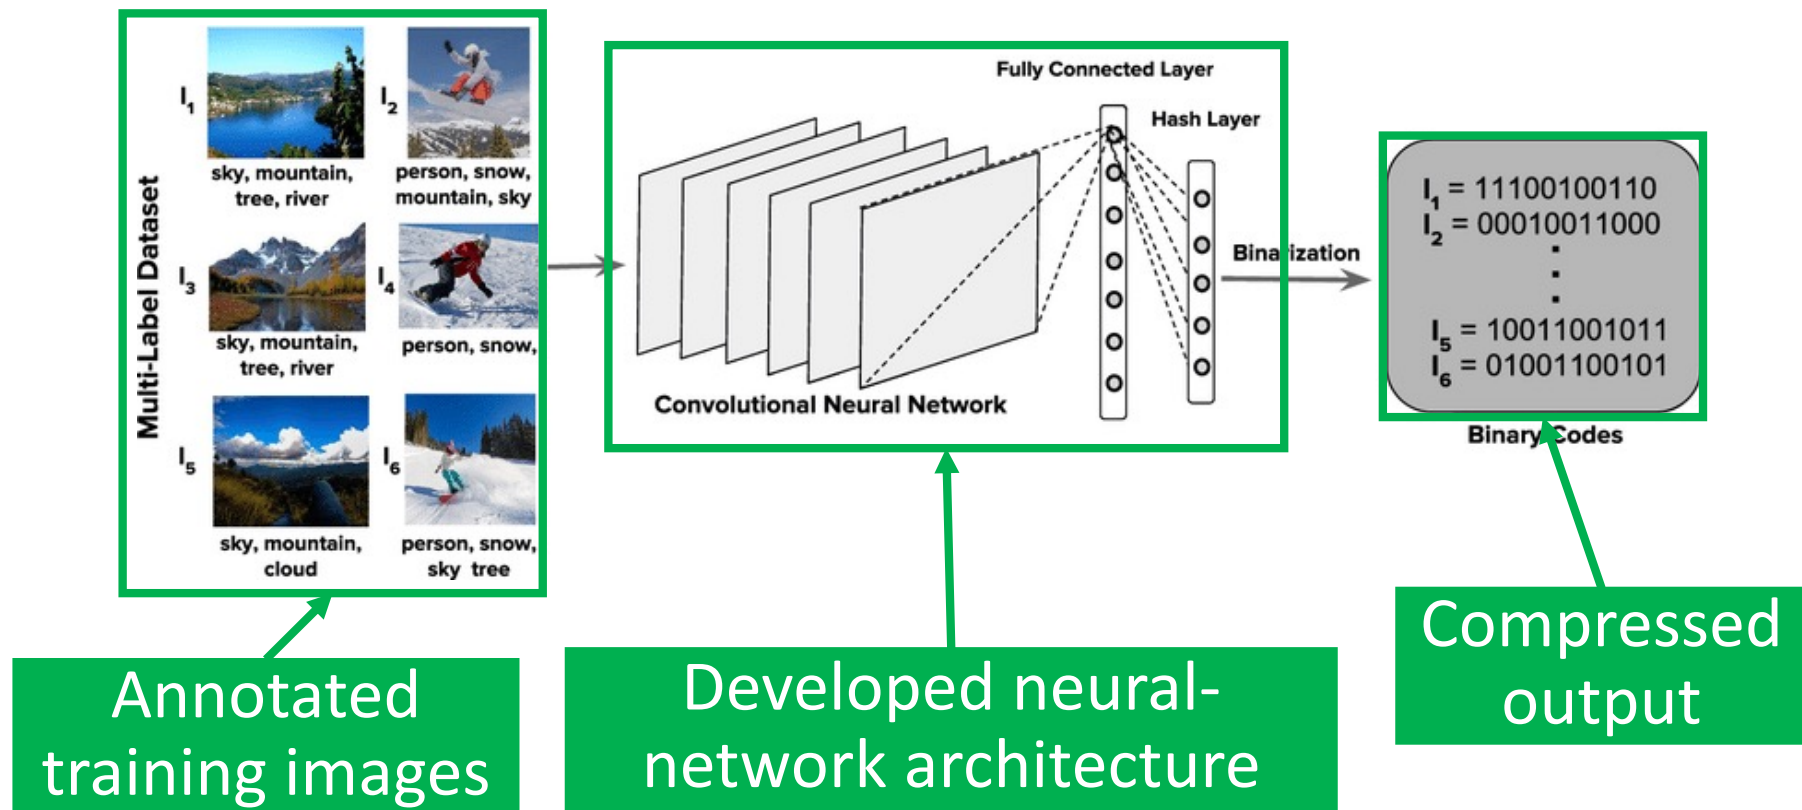 Multi-Label Dataset
I1
sky, mountain,
tree, river
I2
person, snow,
mountain, sky
I3
sky, mountain,
tree, river
I4
person, snow,
I5
sky, mountain,
cloud
I6
person, snow,
sky tree
Fully Connected Layer
Hash Layer
Convolutional Neural Network
Binarization
I1 = 11100100110
I2 = 00010011000
I5 = 10011001011
I6 = 01001100101
Binary Codes
Annotated
training images
Developed neural-
network architecture
Compressed
output